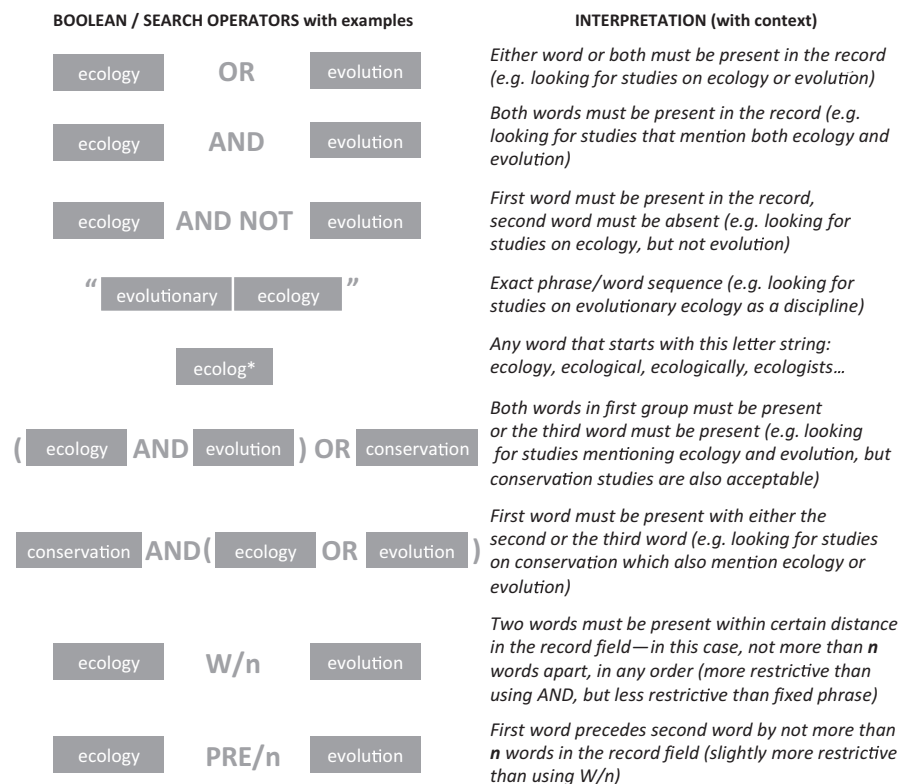 BOOLEAN / SEARCH OPERATORS with examples
INTERPRETATION (with context)
ecology OR evolution
Either word or both must be present in the record
(e.g. looking for studies on ecology or evolution)
ecology AND evolution
Both words must be present in the record (e.g.
looking for studies that mention both ecology and
evolution)
ecology AND NOT evolution
First word must be present in the record,
second word must be absent (e.g. looking for
studies on ecology, but not evolution)
“ evolutionary ecology ”
Exact phrase/word sequence (e.g. looking for
studies on evolutionary ecology as a discipline)
ecolog*
Any word that starts with this letter string:
ecology, ecological, ecologically, ecologists…
( ecology AND evolution ) OR conservation
Both words in first group must be present
or the third word must be present (e.g. looking
for studies mentioning ecology and evolution, but
conservation studies are also acceptable)
conservation AND ( ecology OR evolution )
First word must be present with either the
second or the third word (e.g. looking for studies
on conservation which also mention ecology or
evolution)
ecology W/n evolution
Two words must be present within certain distance
in the record field—in this case, not more than n
words apart, in any order (more restrictive than
using AND, but less restrictive than fixed phrase)
ecology PRE/n evolution
First word precedes second word by not more than
n words in the record field (slightly more restrictive
than using W/n)